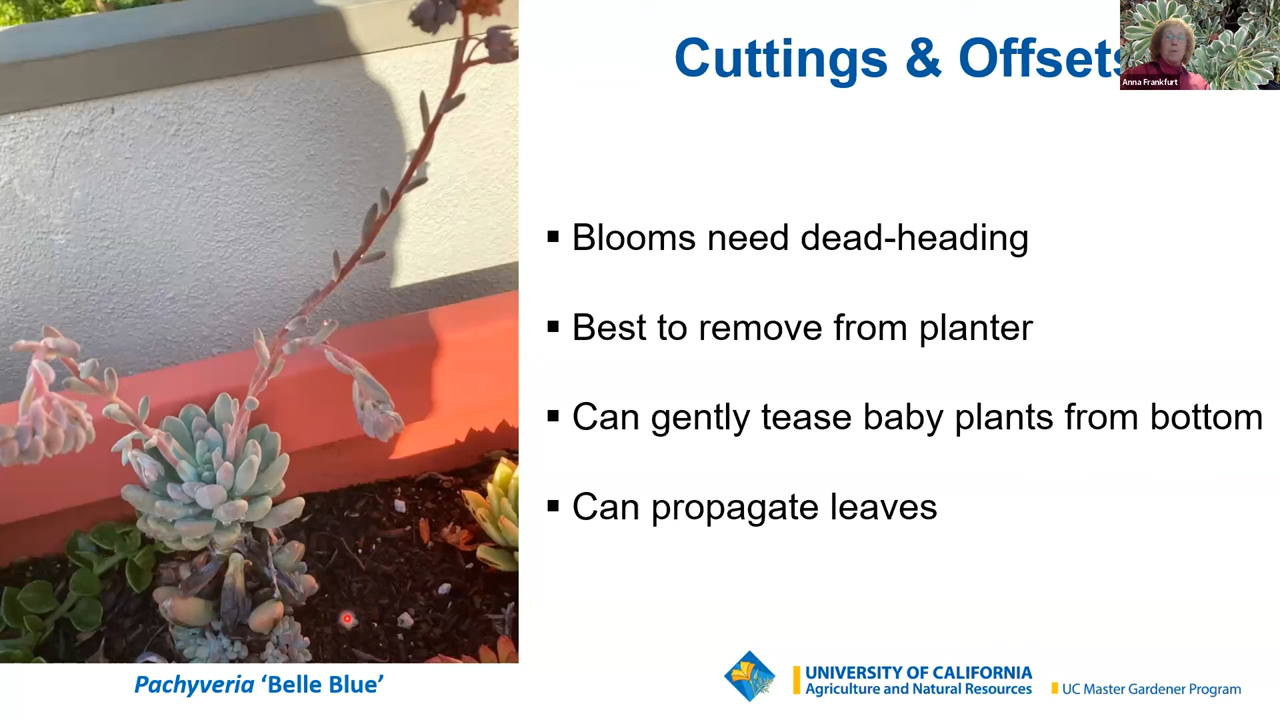 Cuttings & Offsets
Anna Frankfurt
▪ Blooms need dead-heading
▪ Best to remove from planter
▪ Can gently tease baby plants from bottom
▪ Can propagate leaves
Pachyveria ‘Belle Blue’
UNIVERSITY OF CALIFORNIA
Agriculture and Natural Resources
UC Master Gardener Program